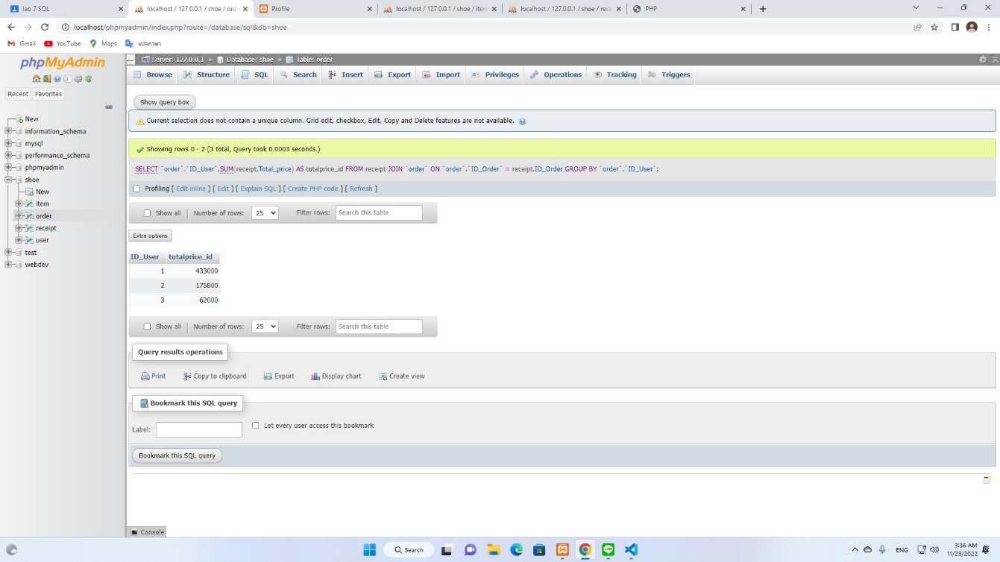 lab 7 SQL
localhost / 127.0.0.1 / shoe / ord
Profile
localhost / 127.0.0.1 / shoe / item
localhost / 127.0.0.1 / shoe / rece
PHP
localhost/phpmyadmin/index.php?route=/database/sql&db=shoe
Gmail YouTube Maps แปลภาษา
phpMyAdmin
Recent Favorites
New
information_schema
mysql
performance_schema
phpmyadmin
shoe
New
item
order
receipt
user
test
webdev
Server: 127.0.0.1 » Database: shoe » Table: order
Browse Structure SQL Search Insert Export Import Privileges Operations Tracking Triggers
Show query box
Current selection does not contain a unique column. Grid edit, checkbox, Edit, Copy and Delete features are not available.
Showing rows 0 - 2 (3 total, Query took 0.0003 seconds.)
SELECT `order`.`ID_User`,SUM(receipt.Total_price) AS totalprice_id FROM receipt JOIN `order` ON `order`.`ID_Order` = receipt.ID_Order GROUP BY `order`.`ID_User`;
Profiling [ Edit inline ] [ Edit ] [ Explain SQL ] [ Create PHP code ] [ Refresh ]
Show all | Number of rows: 25 Filter rows: Search this table
Extra options
ID_User totalprice_id
1 433000
2 175800
3 62000
Show all | Number of rows: 25 Filter rows: Search this table
Query results operations
Print Copy to clipboard Export Display chart Create view
Bookmark this SQL query
Label: Let every user access this bookmark
Bookmark this SQL query
Console
Search
ENG
3:36 AM
11/23/2022